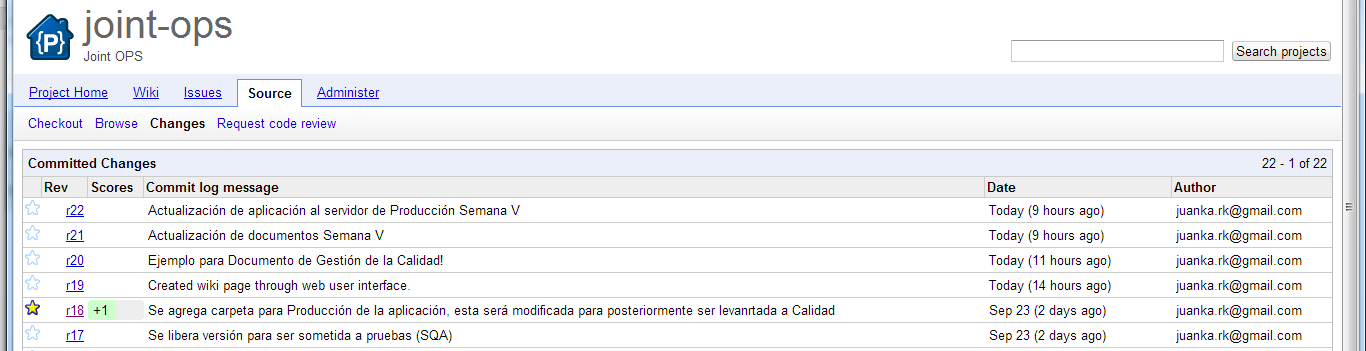 joint-ops
{P}
Joint OPS
Search projects
Project Home Wiki Issues Source Administer
Checkout Browse Changes Request code review
Committed Changes 22 - 1 of 22
Rev Scores Commit log message Date Author
r22 Actualización de aplicación al servidor de Producción Semana V Today (9 hours ago) juanka.rk@gmail.com
r21 Actualización de documentos Semana V Today (9 hours ago) juanka.rk@gmail.com
r20 Ejemplo para Documento de Gestión de la Calidad! Today (11 hours ago) juanka.rk@gmail.com
r19 Created wiki page through web user interface. Today (14 hours ago) juanka.rk@gmail.com
r18 +1 Se agrega carpeta para Producción de la aplicación, esta será modificada para posteriormente ser levanrtada a Calidad Sep 23 (2 days ago) juanka.rk@gmail.com
r17 Se libera versión para ser sometida a pruebas (SQA) Sep 23 (2 days ago) juanka.rk@gmail.com